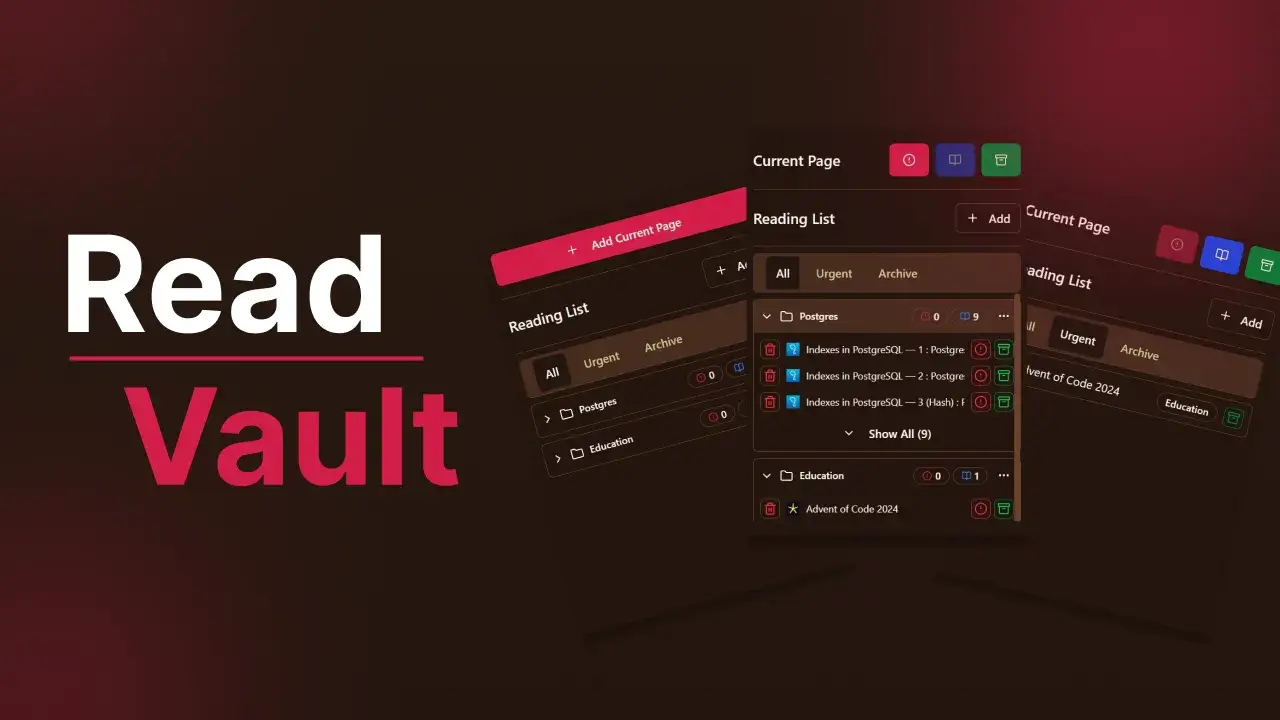 Read
Vault
Add Current Page
Reading List
All Urgent Archive
Postgres 0
Education 0
Current Page
Reading List
Add
All Urgent Archive
Postgres 0 9 ...
Indexes in PostgreSQL — 1 : Postgre
Indexes in PostgreSQL — 2 : Postgre
Indexes in PostgreSQL — 3 (Hash) : F
Show All (9)
Education 0 1 ...
Advent of Code 2024
Current Page
ading List
Add
Urgent Archive
dvent of Code 2024 Education